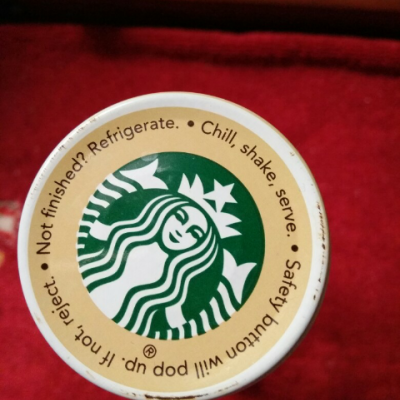 Not finished? Refrigerate. • Chill, shake, serve. • Safety button will pop up. If not, reject. •
®